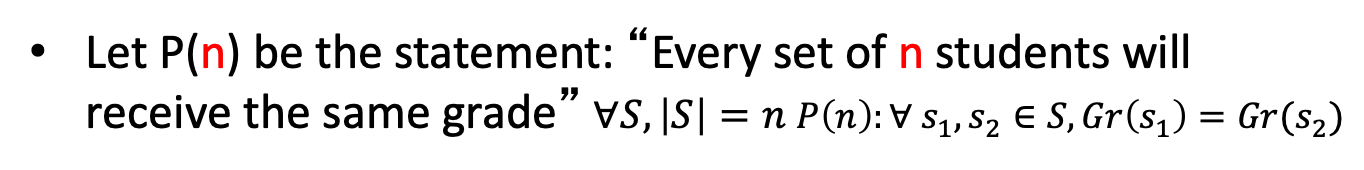 • Let P(n) be the statement: “Every set of n students will
receive the same grade” ∀S, |S| = n P(n): ∀ s₁, s₂ ∈ S, Gr(s₁) = Gr(s₂)